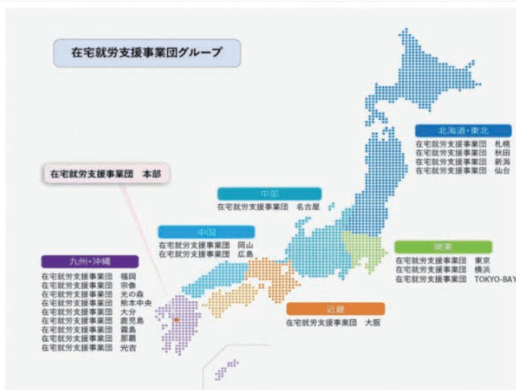 在宅就労支援事業団グループ
北海道・東北
在宅就労支援事業団 札幌
在宅就労支援事業団 秋田
在宅就労支援事業団 新潟
在宅就労支援事業団 仙台
在宅就労支援事業団 本部
中部
在宅就労支援事業団 名古屋
中国
在宅就労支援事業団 岡山
在宅就労支援事業団 広島
関東
在宅就労支援事業団 東京
在宅就労支援事業団 横浜
在宅就労支援事業団 TOKYO-BAY
九州・沖縄
在宅就労支援事業団 福岡
在宅就労支援事業団 宗像
在宅就労支援事業団 光の森
在宅就労支援事業団 熊本中央
在宅就労支援事業団 大分
在宅就労支援事業団 鹿児島
在宅就労支援事業団 霧島
在宅就労支援事業団 那覇
在宅就労支援事業団 光吉
近畿
在宅就労支援事業団 大阪